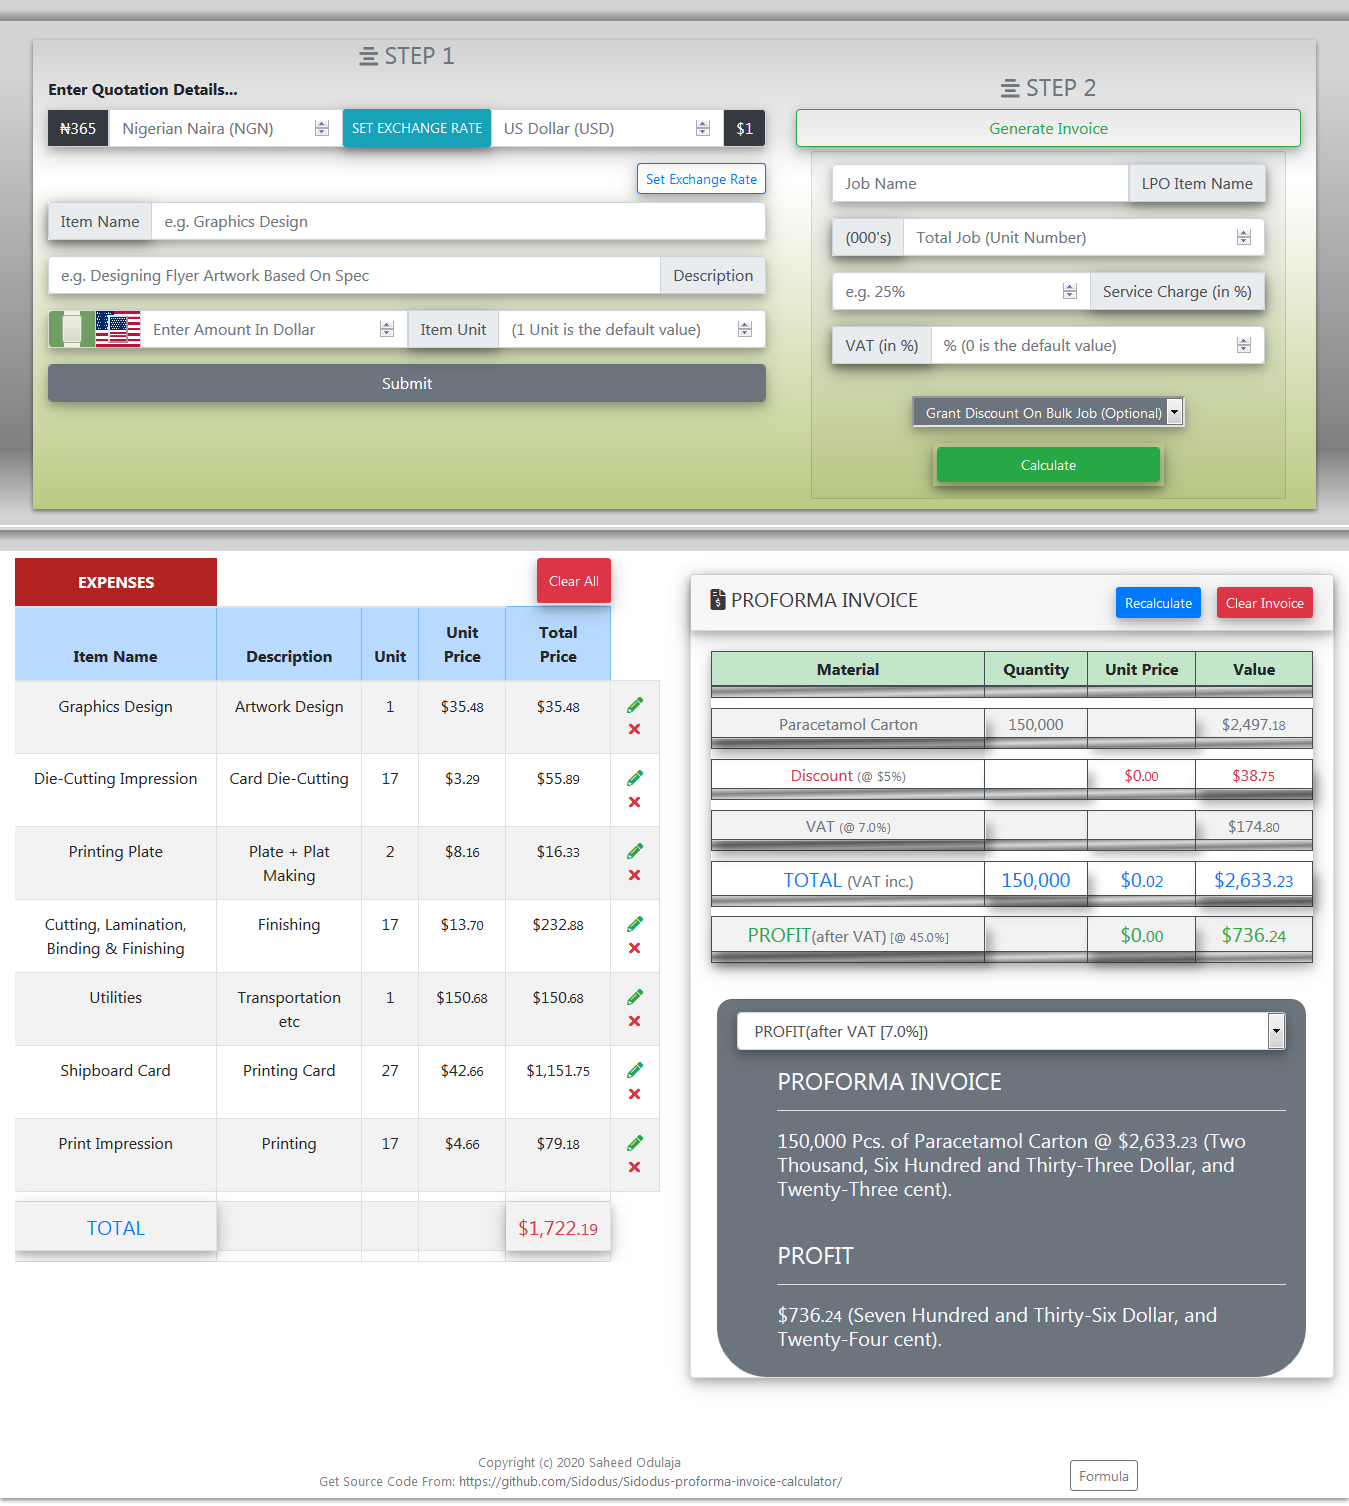 STEP 1
Enter Quotation Details...
₦365 Nigerian Naira (NGN) SET EXCHANGE RATE US Dollar (USD) $1
Set Exchange Rate
Item Name e.g. Graphics Design
e.g. Designing Flyer Artwork Based On Spec Description
Enter Amount In Dollar Item Unit (1 Unit is the default value)
Submit
STEP 2
Generate Invoice
Job Name LPO Item Name
(000's) Total Job (Unit Number)
e.g. 25% Service Charge (in %)
VAT (in %) % (0 is the default value)
Grant Discount On Bulk Job (Optional)
Calculate
EXPENSES Clear All
Item Name Description Unit Unit Price Total Price
Graphics Design Artwork Design 1 $35.48 $35.48
Die-Cutting Impression Card Die-Cutting 17 $3.29 $55.89
Printing Plate Plate + Plat Making 2 $8.16 $16.33
Cutting, Lamination, Binding & Finishing Finishing 17 $13.70 $232.88
Utilities Transportation etc 1 $150.68 $150.68
Shipboard Card Printing Card 27 $42.66 $1,151.75
Print Impression Printing 17 $4.66 $79.18
TOTAL $1,722.19
PROFORMA INVOICE Recalculate Clear Invoice
Material Quantity Unit Price Value
Paracetamol Carton 150,000 $2,497.18
Discount (@ $5%) $0.00 $38.75
VAT (@ 7.0%) $174.80
TOTAL (VAT inc.) 150,000 $0.02 $2,633.23
PROFIT(after VAT) [@ 45.0%] $0.00 $736.24
PROFIT(after VAT [7.0%])
PROFORMA INVOICE
150,000 Pcs. of Paracetamol Carton @ $2,633.23 (Two
Thousand, Six Hundred and Thirty-Three Dollar, and
Twenty-Three cent).
PROFIT
$736.24 (Seven Hundred and Thirty-Six Dollar, and
Twenty-Four cent).
Copyright (c) 2020 Saheed Odulaja
Get Source Code From: https://github.com/Sidodus/Sidodus-proforma-invoice-calculator/
Formula